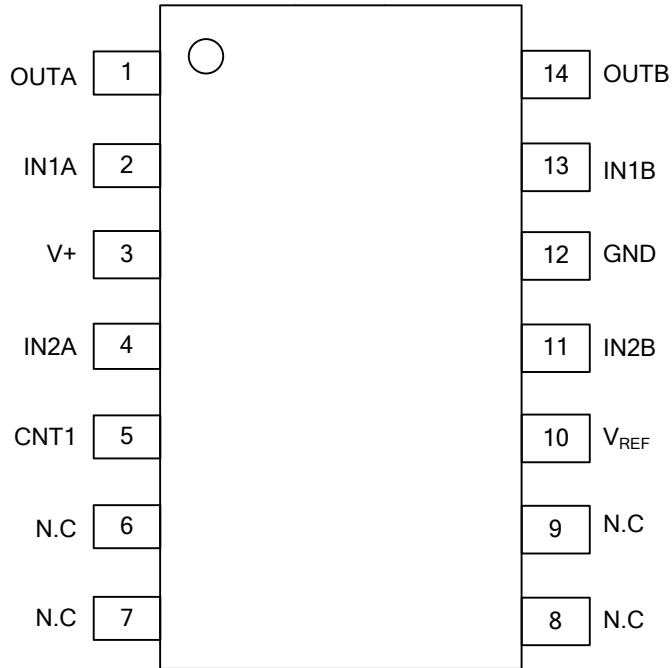 OUTA 1 14 OUTB
IN1A 2 13 IN1B
V+ 3 12 GND
IN2A 4 11 IN2B
CNT1 5 10 VREF
N.C 6 9 N.C
N.C 7 8 N.C